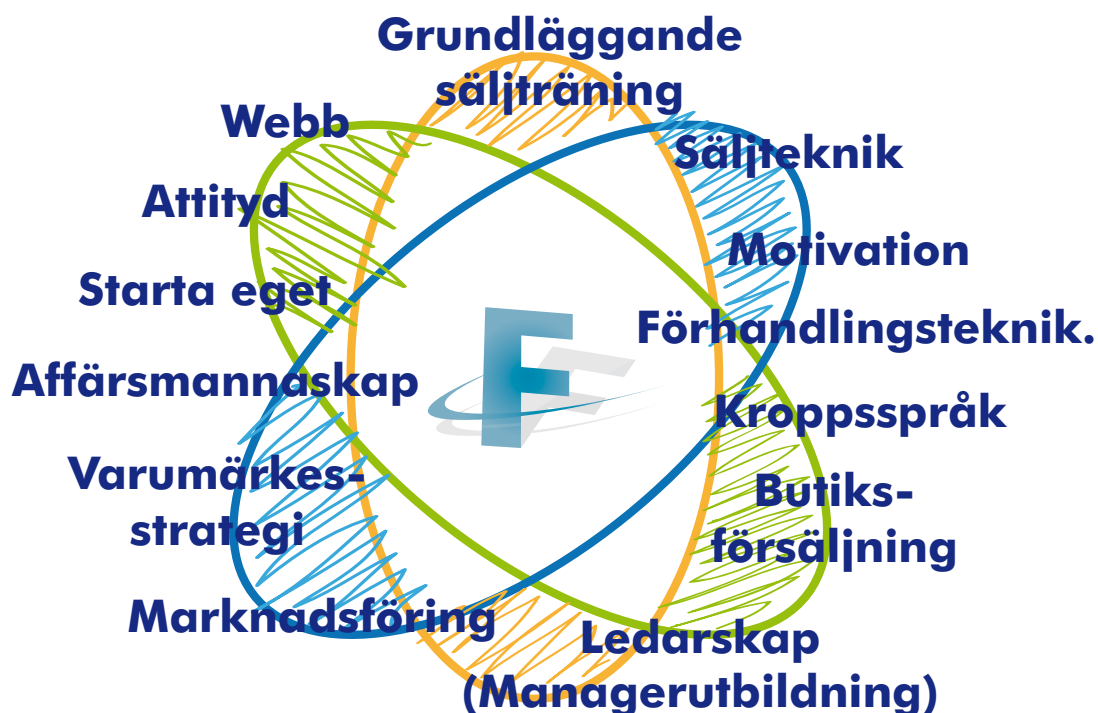 Grundläggande
säljträning
Webb
Säljteknik
Attityd
Motivation
Starta eget
Förhandlingsteknik.
Affärsmannaskap
Kroppsspråk
Varumärkes-
strategi
Butiks-
försäljning
Marknadsföring
Ledarskap
(Managerutbildning)
F